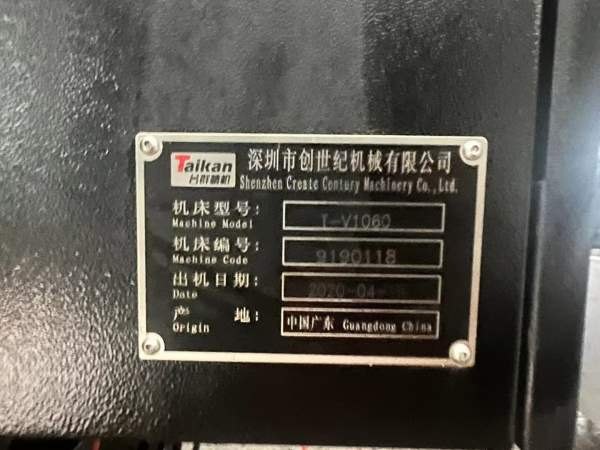 Taikan
台群精机
深圳市创世纪机械有限公司
Shenzhen Create Century Machinery Co., Ltd.
机床型号: T-V1060
Machine Model
机床编号: 9190118
Machine Code
出机日期: 2020-04-
Date
产 地: 中国广东 Guangdong China
Origin